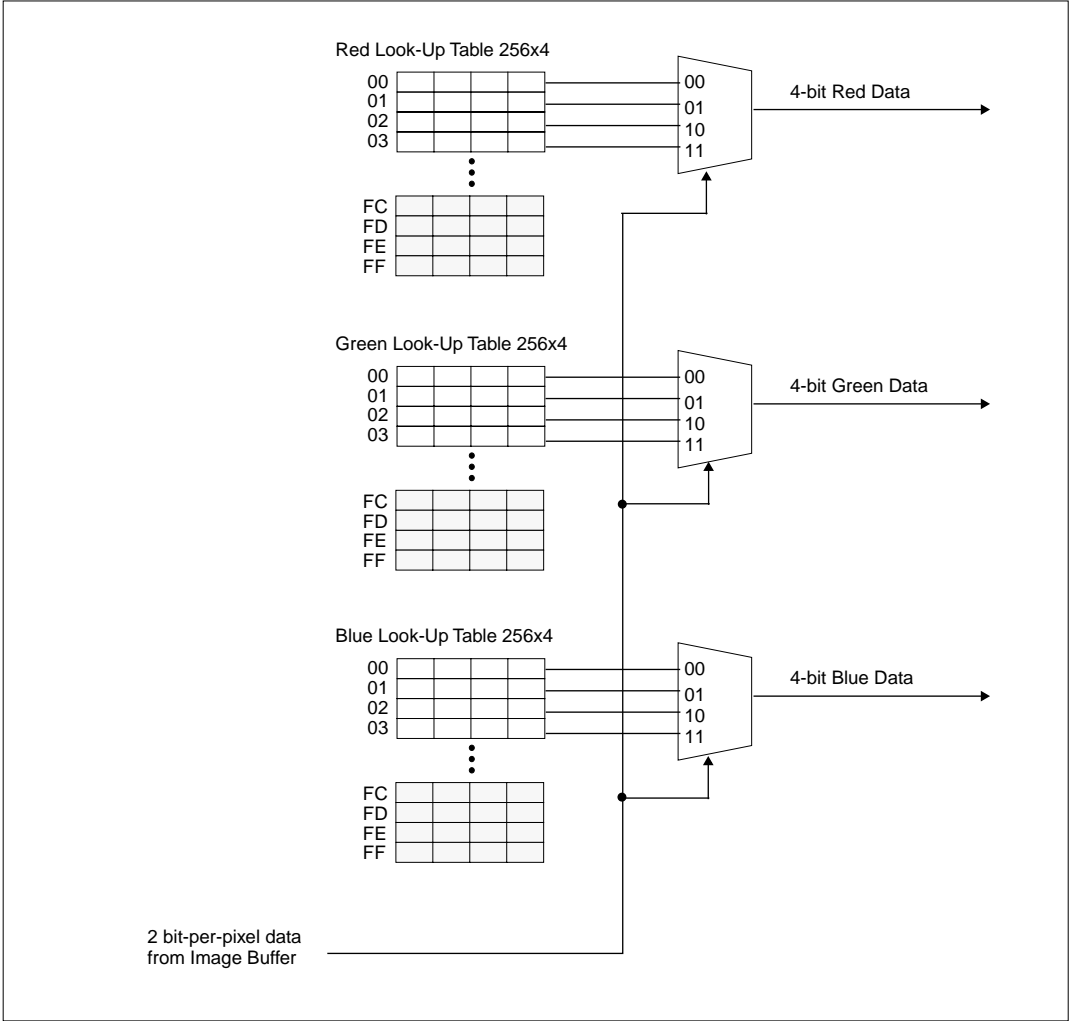 Red Look-Up Table 256x4
00
01
02
03
00
01
10
11
4-bit Red Data
FC
FD
FE
FF
Green Look-Up Table 256x4
00
01
02
03
00
01
10
11
4-bit Green Data
FC
FD
FE
FF
Blue Look-Up Table 256x4
00
01
02
03
00
01
10
11
4-bit Blue Data
FC
FD
FE
FF
2 bit-per-pixel data
from Image Buffer